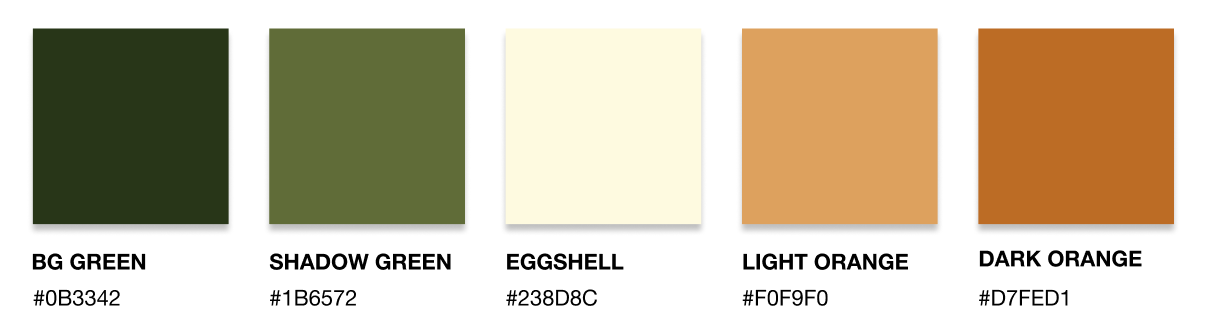 BG GREEN
#0B3342
SHADOW GREEN
#1B6572
EGGSHELL
#238D8C
LIGHT ORANGE
#F0F9F0
DARK ORANGE
#D7FED1